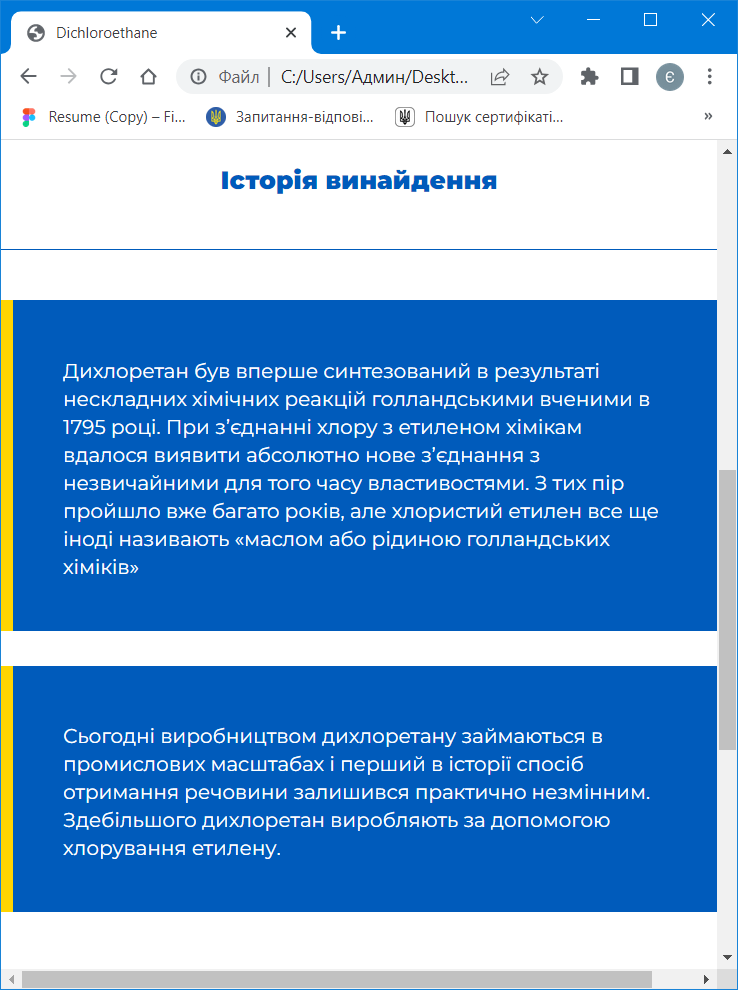 Dichloroethane
Файл | C:/Users/Админ/Deskt...
є
Resume (Copy) – Fi...
Запитання-відпові...
Пошук сертифікаті...
»
Історія винайдення
Дихлоретан був вперше синтезований в результаті
нескладних хімічних реакцій голландськими вченими в
1795 році. При з’єднанні хлору з етиленом хімікам
вдалося виявити абсолютно нове з’єднання з
незвичайними для того часу властивостями. З тих пір
пройшло вже багато років, але хлористий етилен все ще
іноді називають «маслом або рідиною голландських
хіміків»
Сьогодні виробництвом дихлоретану займаються в
промислових масштабах і перший в історії спосіб
отримання речовини залишився практично незмінним.
Здебільшого дихлоретан виробляють за допомогою
хлорування етилену.